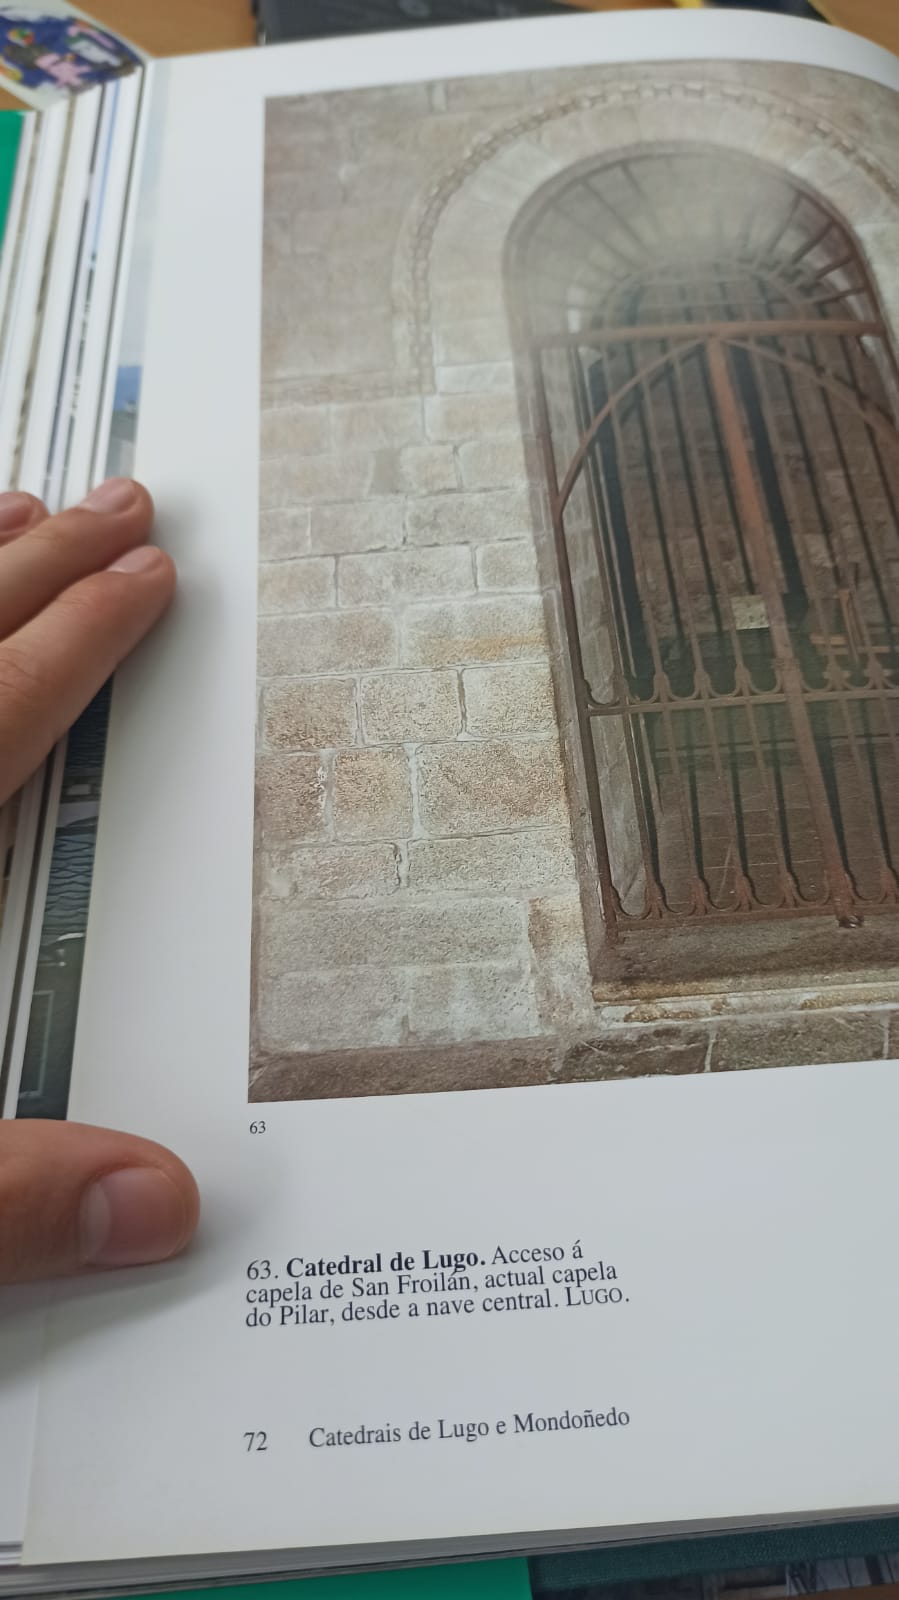 63
63. Catedral de Lugo. Acceso á
capela de San Froilán, actual capela
do Pilar, desde a nave central. LUGO.
72 Catedrais de Lugo e Mondoñedo